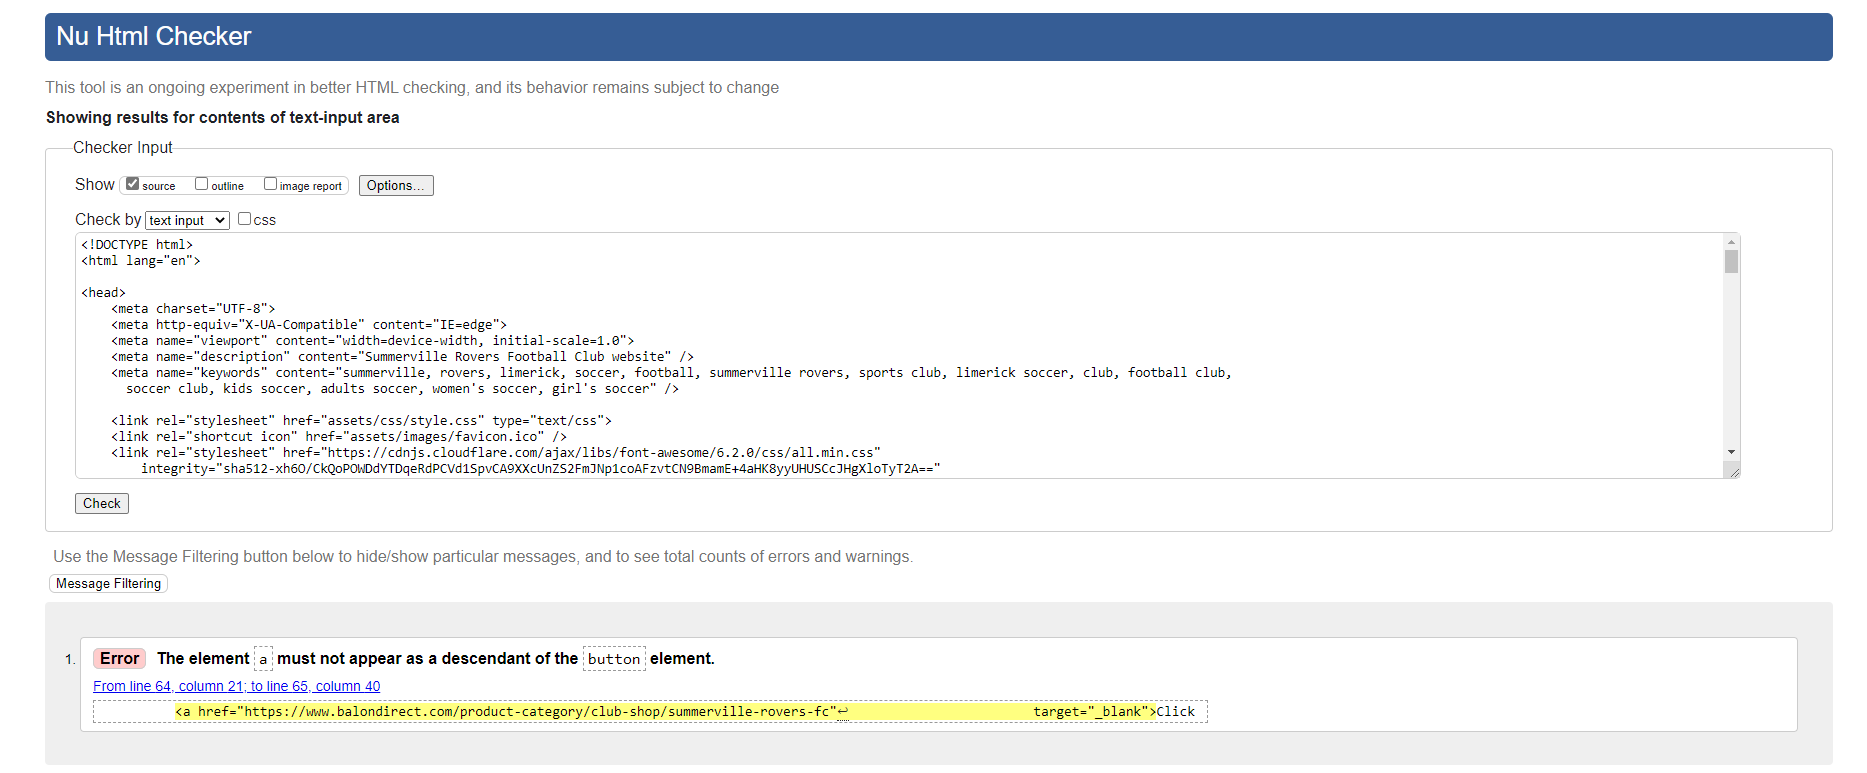 Nu Html Checker
This tool is an ongoing experiment in better HTML checking, and its behavior remains subject to change
Showing results for contents of text-input area
Checker Input
Show source outline image report Options...
Check by text input css
<!DOCTYPE html>
<html lang="en">
<head>
<meta charset="UTF-8">
<meta http-equiv="X-UA-Compatible" content="IE=edge">
<meta name="viewport" content="width=device-width, initial-scale=1.0">
<meta name="description" content="Summerville Rovers Football Club website" />
<meta name="keywords" content="summerville, rovers, limerick, soccer, football, summerville rovers, sports club, limerick soccer, club, football club,
soccer club, kids soccer, adults soccer, women's soccer, girl's soccer" />
<link rel="stylesheet" href="assets/css/style.css" type="text/css">
<link rel="shortcut icon" href="assets/images/favicon.ico" />
<link rel="stylesheet" href="https://cdnjs.cloudflare.com/ajax/libs/font-awesome/6.2.0/css/all.min.css"
integrity="sha512-xh6O/CkQoPOWDdYTDqeRdPCVd1SpvCA9XXcUnZS2FmJNp1coAFzvtCN9BmamE+4aHK8yyUHUSCcJHgXloTyT2A=="
Check
Use the Message Filtering button below to hide/show particular messages, and to see total counts of errors and warnings.
Message Filtering
1. Error The element a must not appear as a descendant of the button element.
From line 64, column 21; to line 65, column 40
<a href="https://www.balondirect.com/product-category/club-shop/summerville-rovers-fc"↩ target="_blank">Click